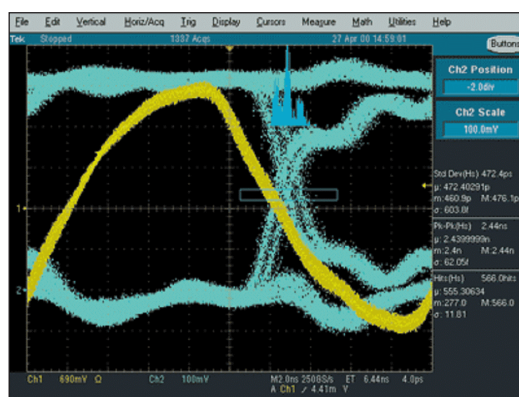 File Edit Vertical Horiz/Acq Trig Display Cursors Measure Math Utilities Help
Tek Stopped 1337 Acqs 27 Apr 00 14:59:01
Buttons
Ch2 Position
-2.0div
Ch2 Scale
100.0mV
Std Dev(Hs) 472.4ps
µ: 472.40291p
m: 460.9p M: 476.1p
σ: 603.8f
Pk-Pk(Hs) 2.44ns
µ: 2.4399999n
m: 2.4n M: 2.44n
σ: 62.05f
Hits(Hs) 566.0hits
µ: 555.30634
m: 277.0 M: 566.0
σ: 11.81
1
2
Ch1 690mV Ω Ch2 100mV M2.0ns 250GS/s ET 6.44ns 4.0ps
A Ch1 ∕ 4.41m Y